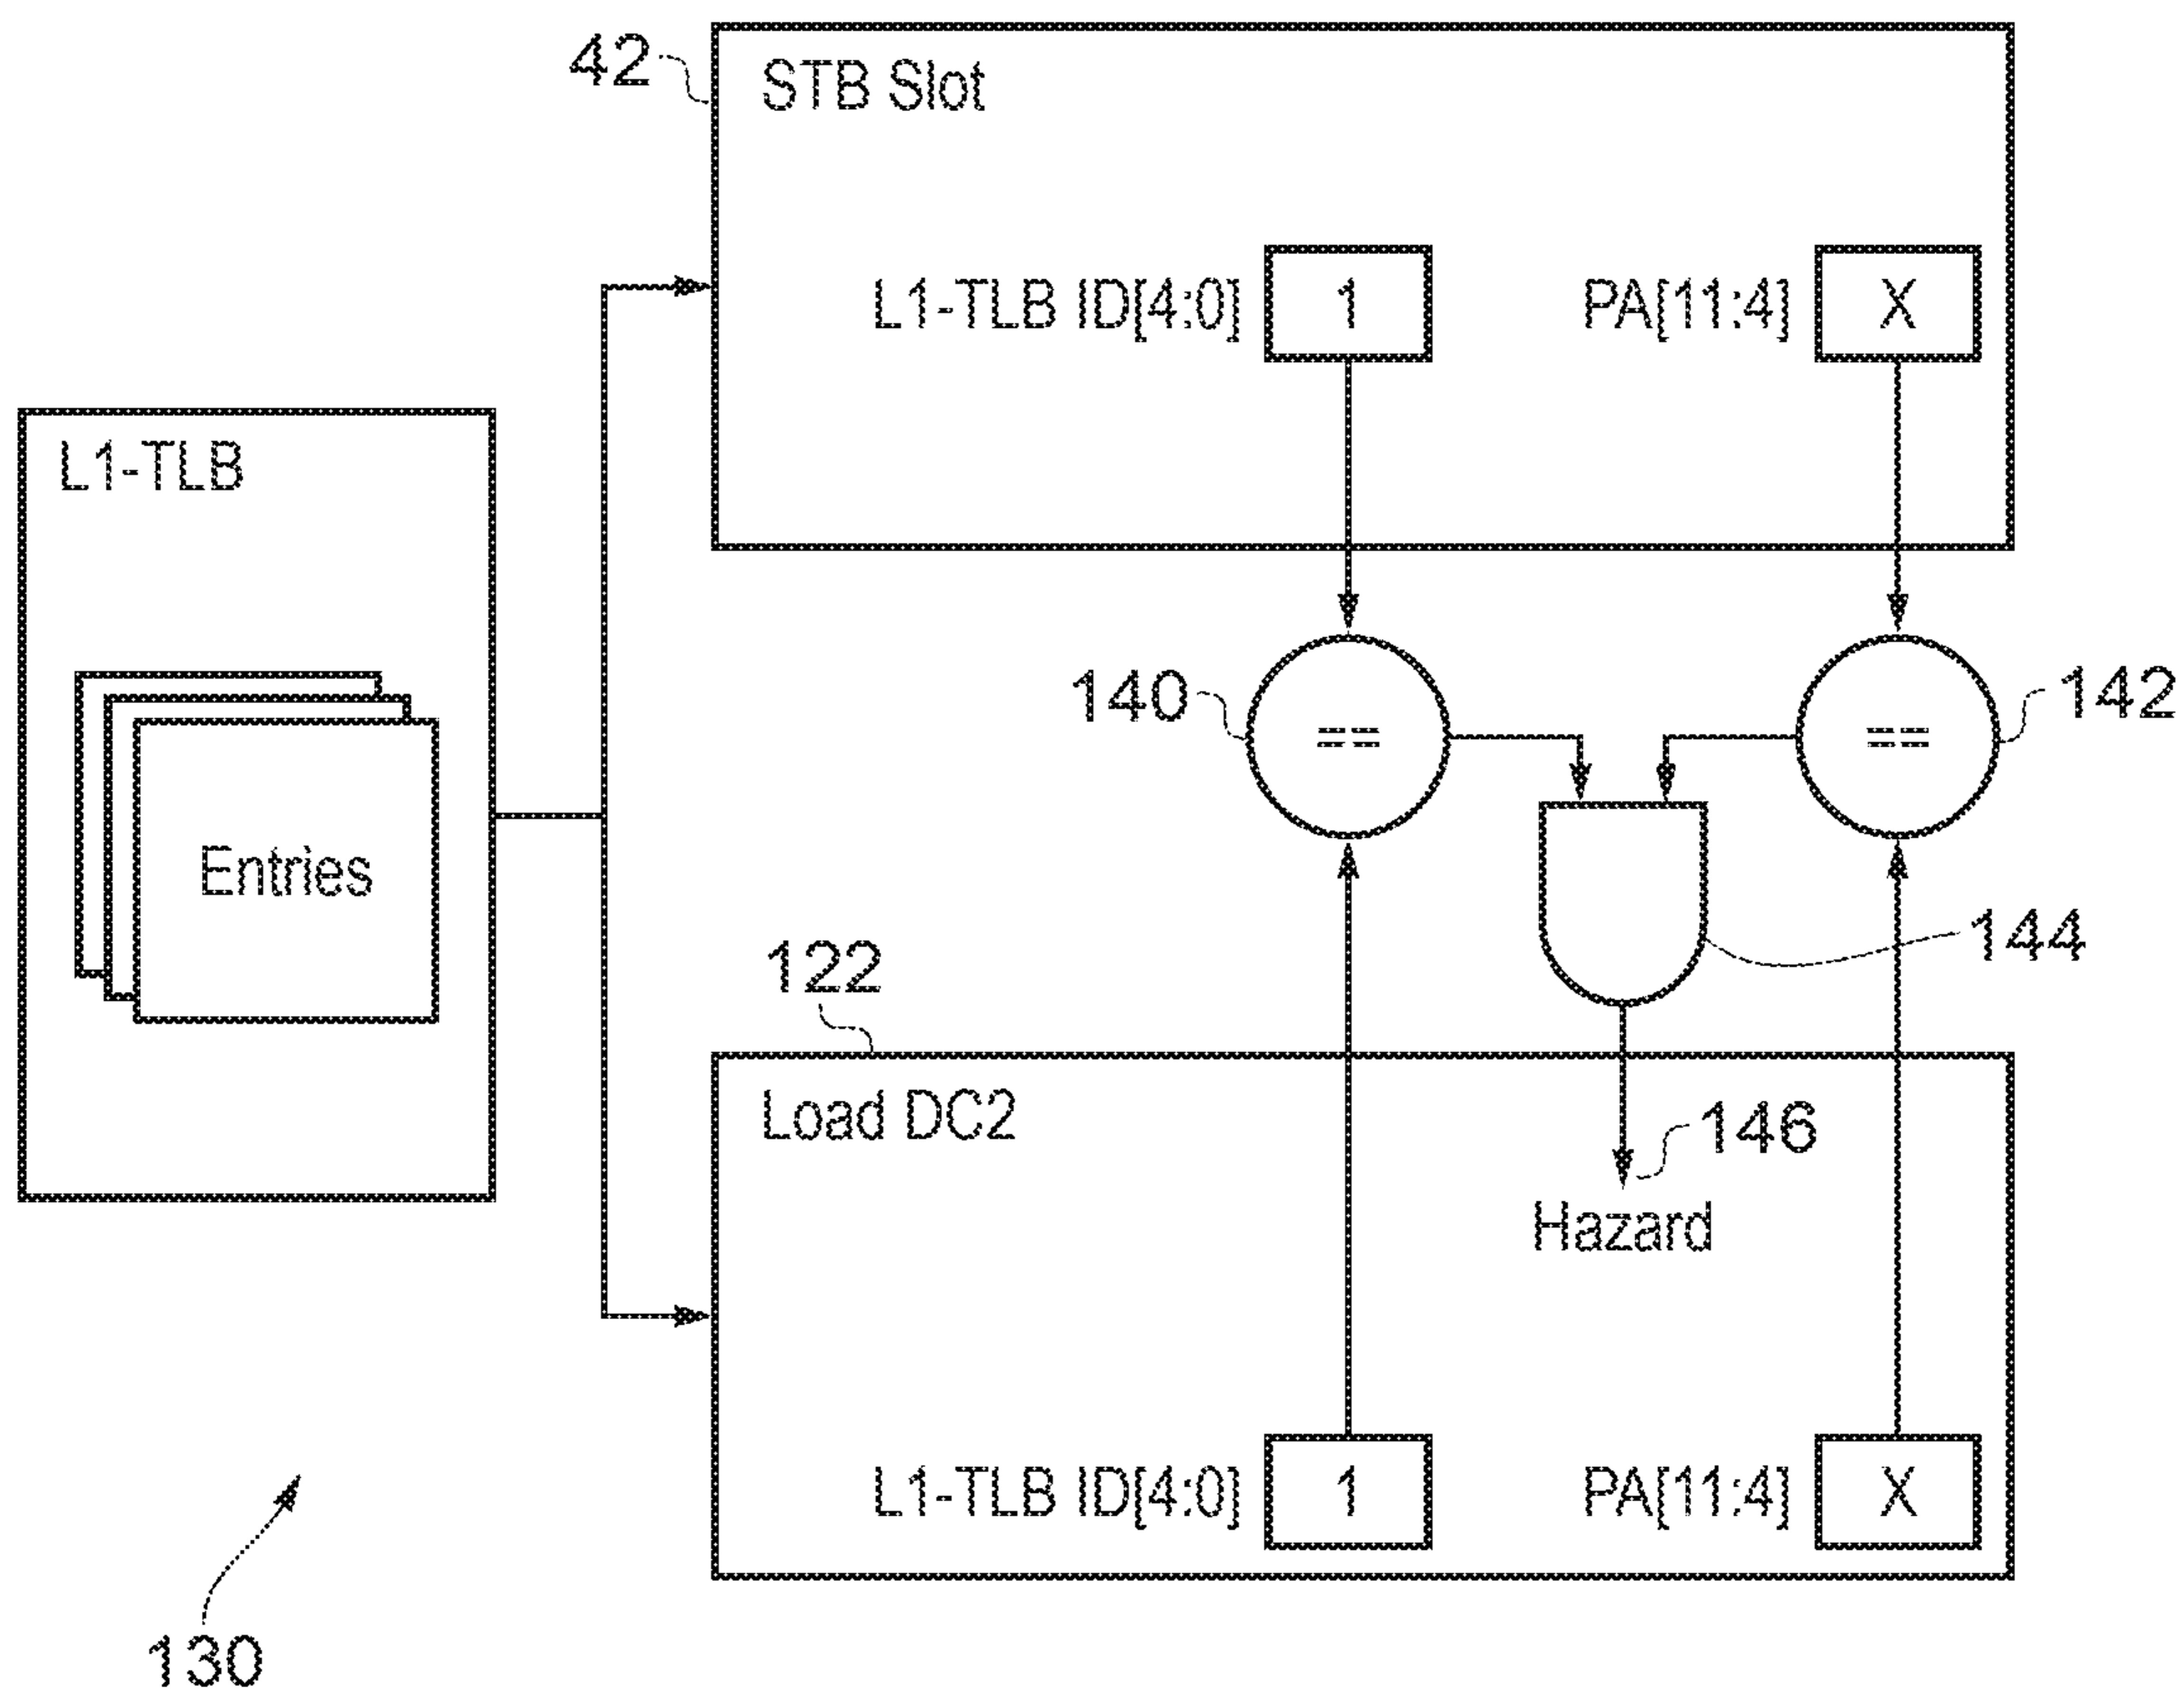 42
STB Slot
L1-TLB ID[4:0] 1 PA[11:4] X
L1-TLB
Entries
140
==
==
142
144
122
Load DC2
146
Hazard
L1-TLB ID[4:0] 1 PA[11:4] X
130